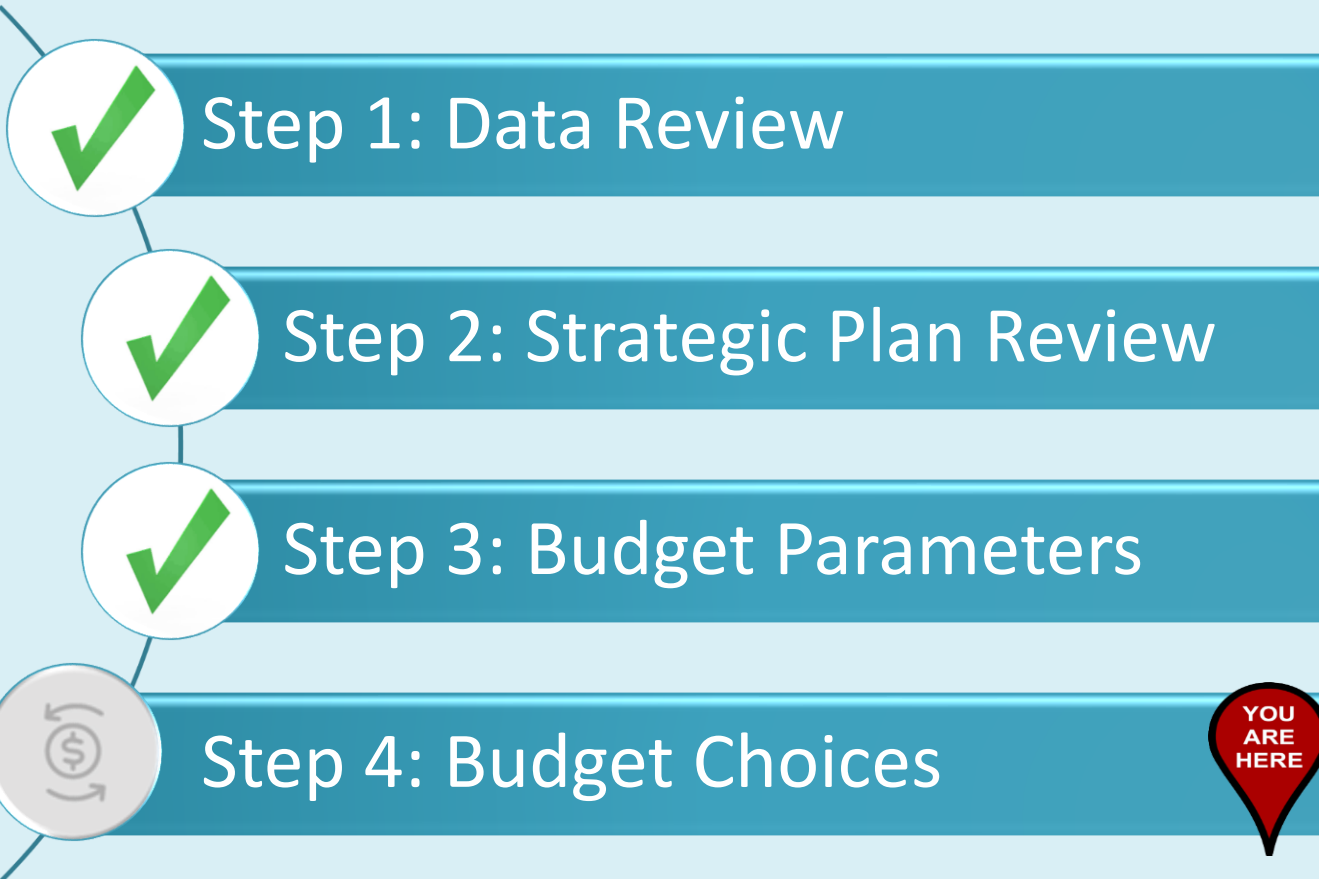 Step 1: Data Review
Step 2: Strategic Plan Review
Step 3: Budget Parameters
Step 4: Budget Choices
YOU
ARE
HERE
$